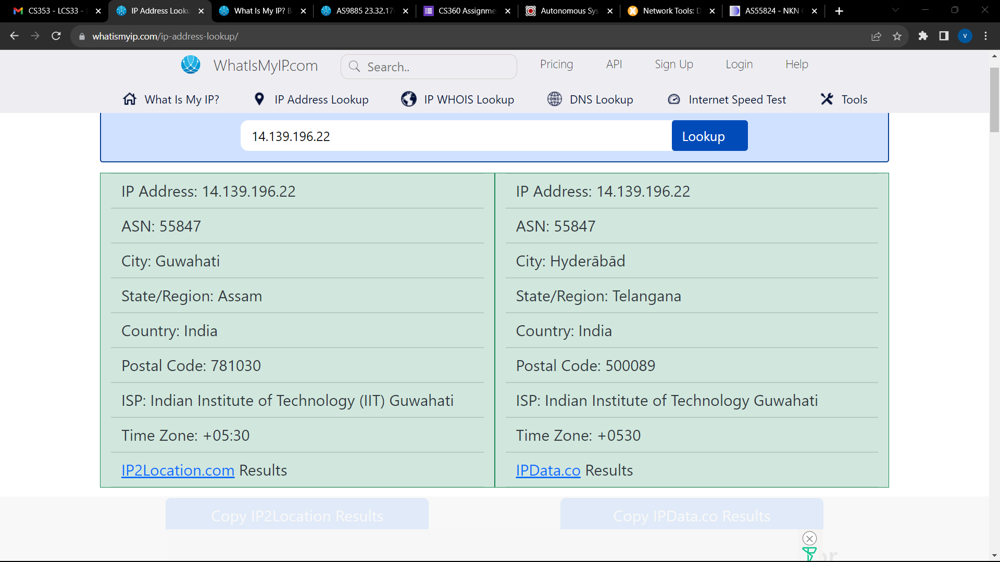 CS353 - LCS33 -
IP Address Looku
What Is My IP? B
AS9885 23.32.17
CS360 Assignme
Autonomous Sys
Network Tools: D
AS55824 - NKN
whatismyip.com/ip-address-lookup/
V
WhatIsMyIP.com
Search..
Pricing
API
Sign Up
Login
Help
What Is My IP?
IP Address Lookup
IP WHOIS Lookup
DNS Lookup
Internet Speed Test
Tools
14.139.196.22
Lookup
IP Address: 14.139.196.22
ASN: 55847
City: Guwahati
State/Region: Assam
Country: India
Postal Code: 781030
ISP: Indian Institute of Technology (IIT) Guwahati
Time Zone: +05:30
IP2Location.com Results
IP Address: 14.139.196.22
ASN: 55847
City: Hyderābād
State/Region: Telangana
Country: India
Postal Code: 500089
ISP: Indian Institute of Technology Guwahati
Time Zone: +0530
IPData.co Results
Copy IP2Location Results
Copy IPData.co Results